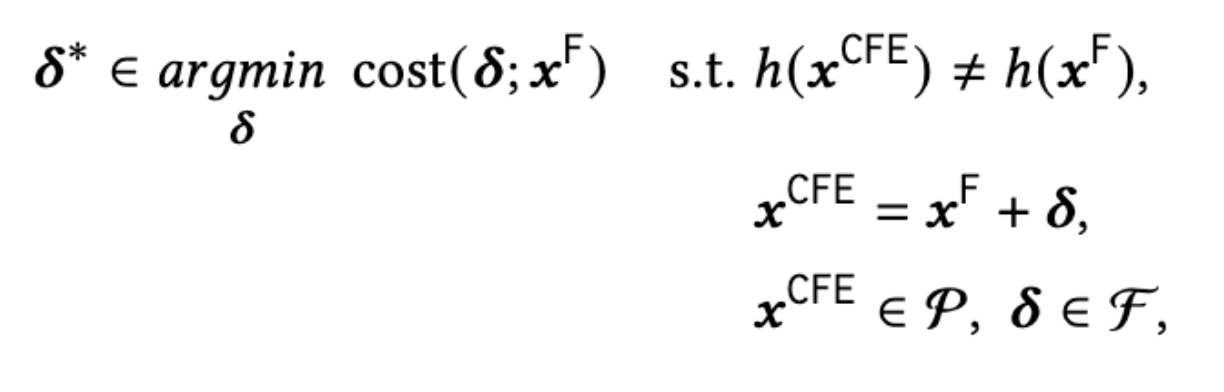 δ* ∈ argmin cost(δ; x^F) s.t. h(x^CFE) ≠ h(x^F),
δ
x^CFE = x^F + δ,
x^CFE ∈ 𝒫, δ ∈ ℱ,